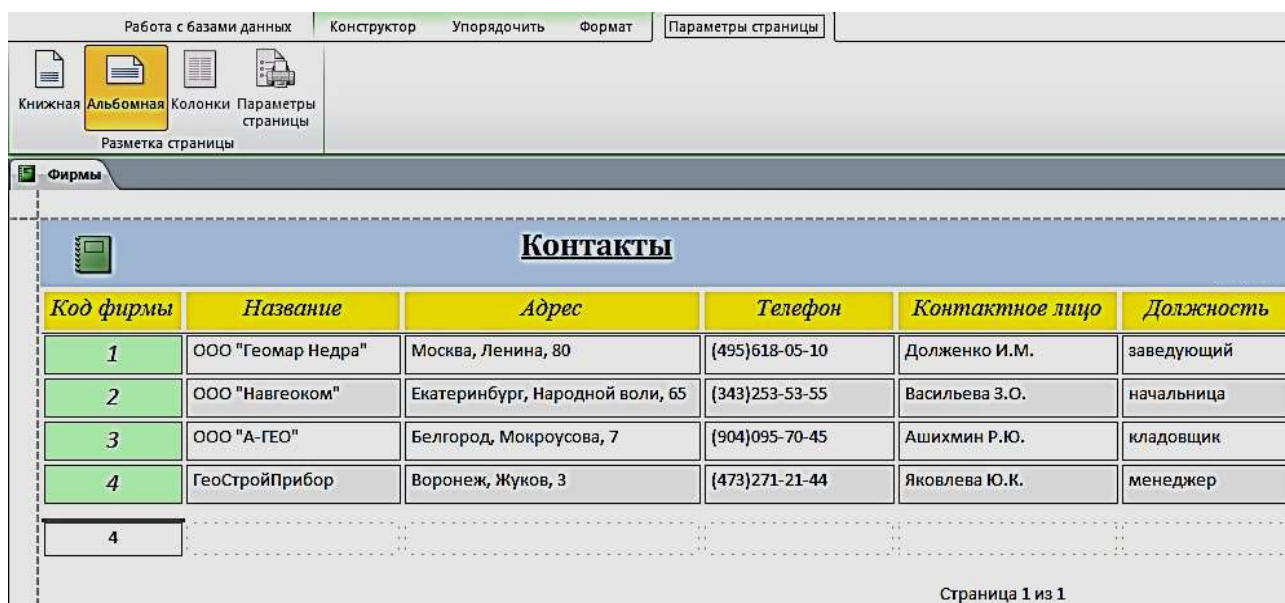 Работа с базами данных Конструктор Упорядочить Формат Параметры страницы
Книжная Альбомная Колонки Параметры страницы
Разметка страницы
Фирмы
Контакты
Код фирмы Название Адрес Телефон Контактное лицо Должность
1 ООО "Геомар Недра" Москва, Ленина, 80 (495)618-05-10 Долженко И.М. заведующий
2 ООО "Навгеоком" Екатеринбург, Народной воли, 65 (343)253-53-55 Васильева З.О. начальница
3 ООО "А-ГЕО" Белгород, Мокроусова, 7 (904)095-70-45 Ашихмин Р.Ю. кладовщик
4 ГеоСтройПрибор Воронеж, Жуков, 3 (473)271-21-44 Яковлева Ю.К. менеджер
4
Страница 1 из 1